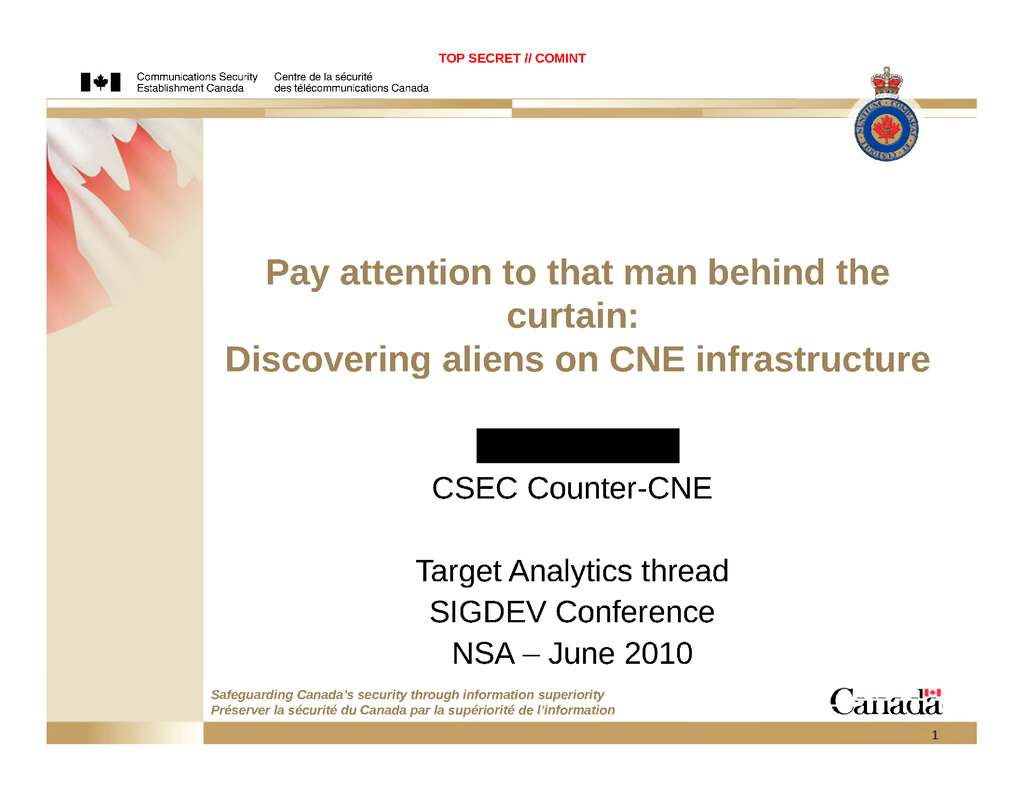 TOP SECRET // COMINT
Communications Security Centre de la sécurité
Establishment Canada des télécommunications Canada
Pay attention to that man behind the
curtain:
Discovering aliens on CNE infrastructure
CSEC Counter-CNE
Target Analytics thread
SIGDEV Conference
NSA – June 2010
Safeguarding Canada's security through information superiority
Préserver la sécurité du Canada par la supériorité de l'information
Canada
1